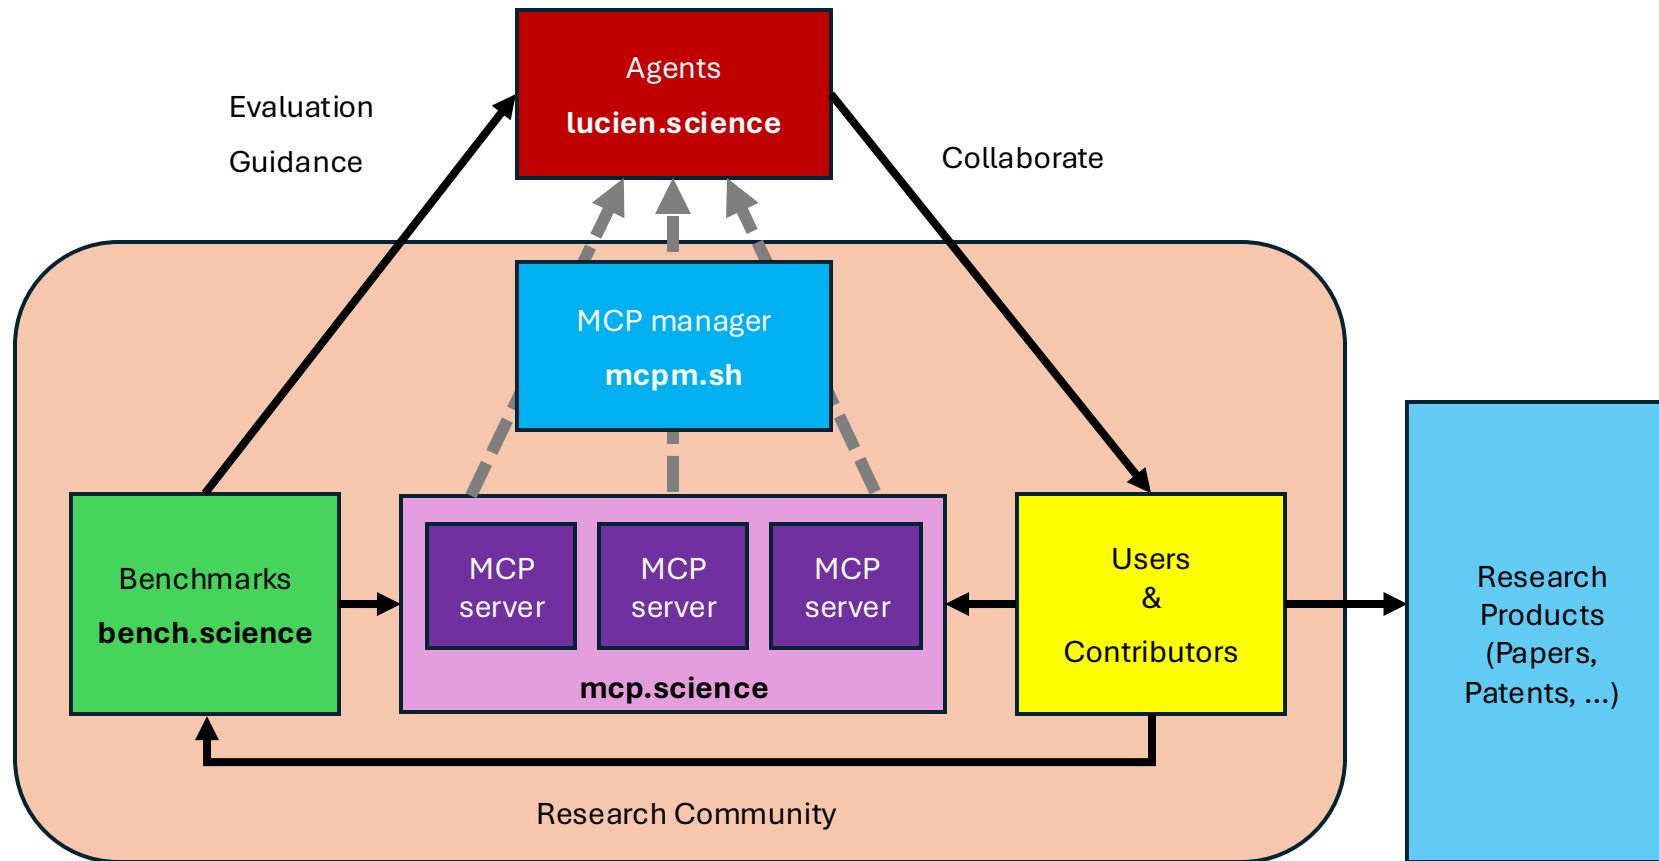 Agents
lucien.science
Evaluation
Guidance
Collaborate
MCP manager
mcpm.sh
Benchmarks
bench.science
MCP
server
MCP
server
MCP
server
mcp.science
Users
&
Contributors
Research
Products
(Papers,
Patents, ...)
Research Community